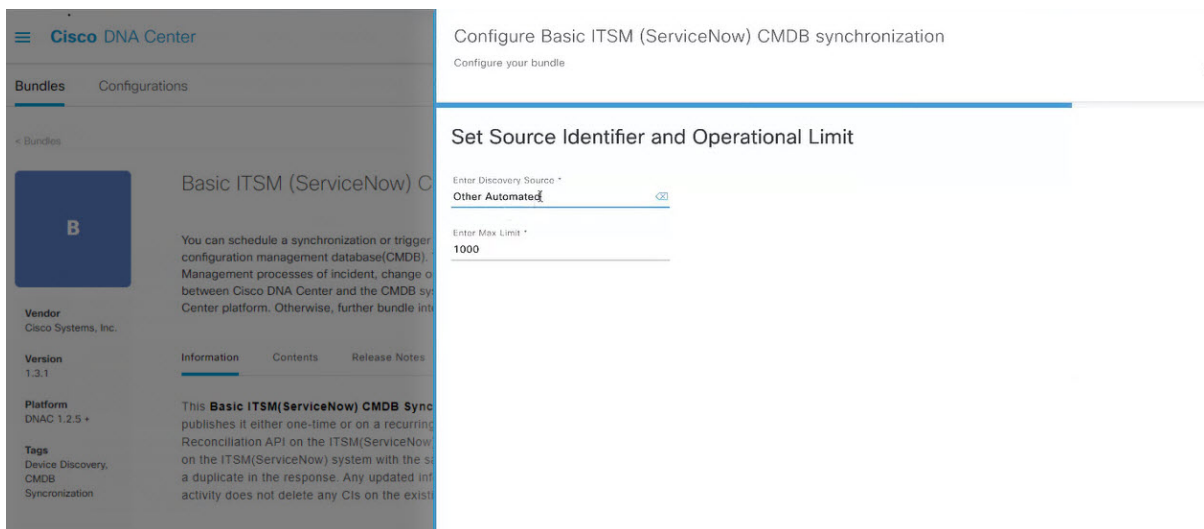 Cisco DNA Center
Bundles Configurations
< Bundles
B
Vendor
Cisco Systems, Inc.
Version
1.3.1
Platform
DNAC 1.2.5 +
Tags
Device Discovery,
CMDB
Syncronization
Basic ITSM (ServiceNow) C
You can schedule a synchronization or trigger
configuration management database(CMDB).
Management processes of incident, change o
between Cisco DNA Center and the CMDB sy
Center platform. Otherwise, further bundle int
Information Contents Release Notes
This Basic ITSM(ServiceNow) CMDB Sync
publishes it either one-time or on a recurring
Reconciliation API on the ITSM(ServiceNow
on the ITSM(ServiceNow) system with the sa
a duplicate in the response. Any updated inf
activity does not delete any CIs on the existi
Configure Basic ITSM (ServiceNow) CMDB synchronization
Configure your bundle
Set Source Identifier and Operational Limit
Enter Discovery Source *
Other Automated
Enter Max Limit *
1000